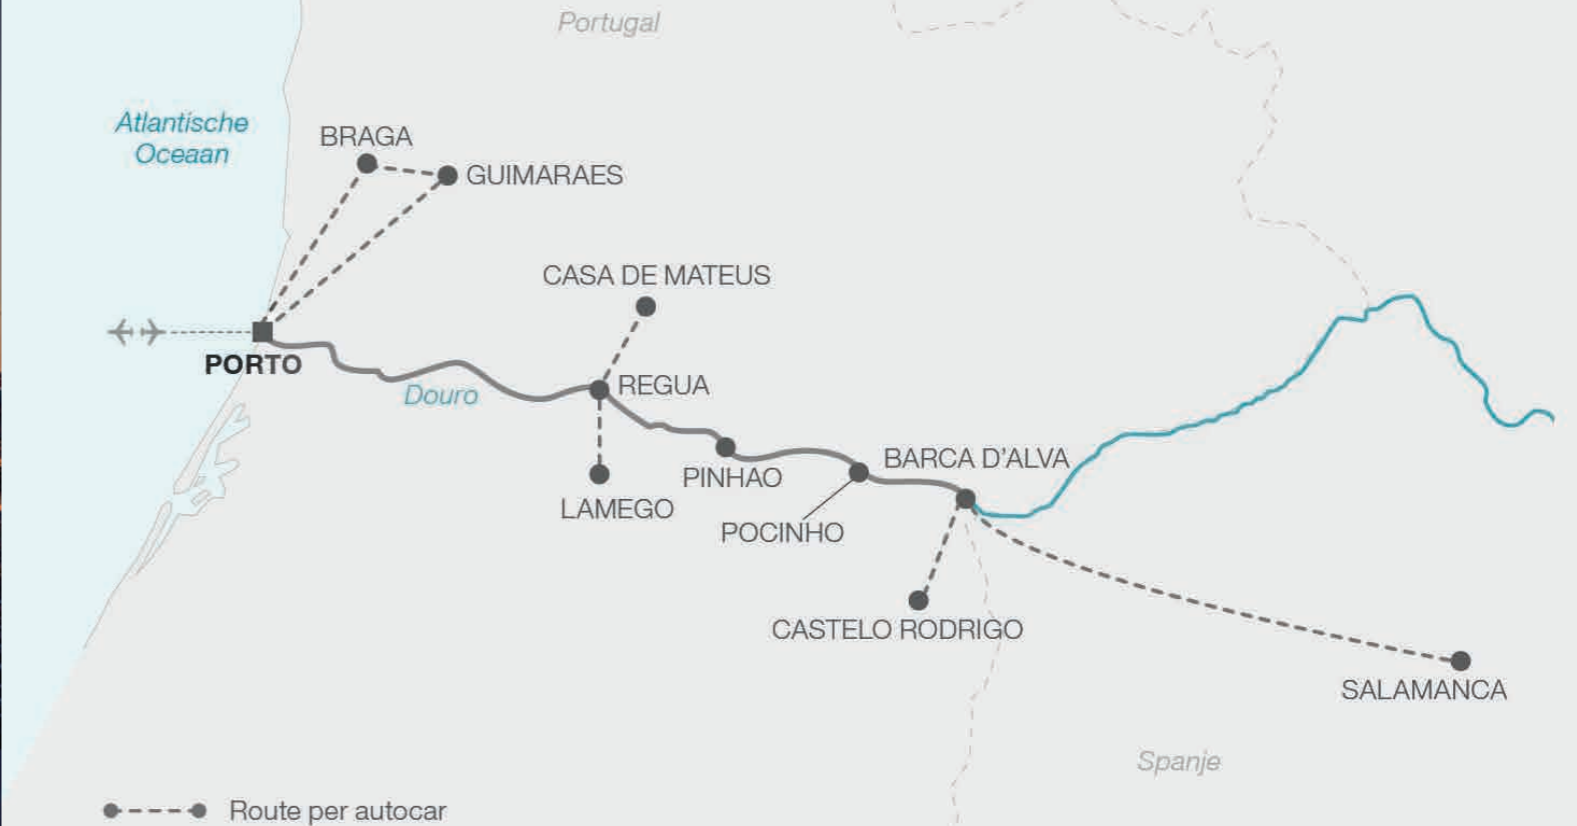 Portugal
Atlantische
Oceaan
BRAGA
GUIMARAES
CASA DE MATEUS
PORTO
Douro
REGUA
BARCA D'ALVA
PINHAO
LAMEGO
POCINHO
CASTELO RODRIGO
SALAMANCA
Spanje
Route per autocar